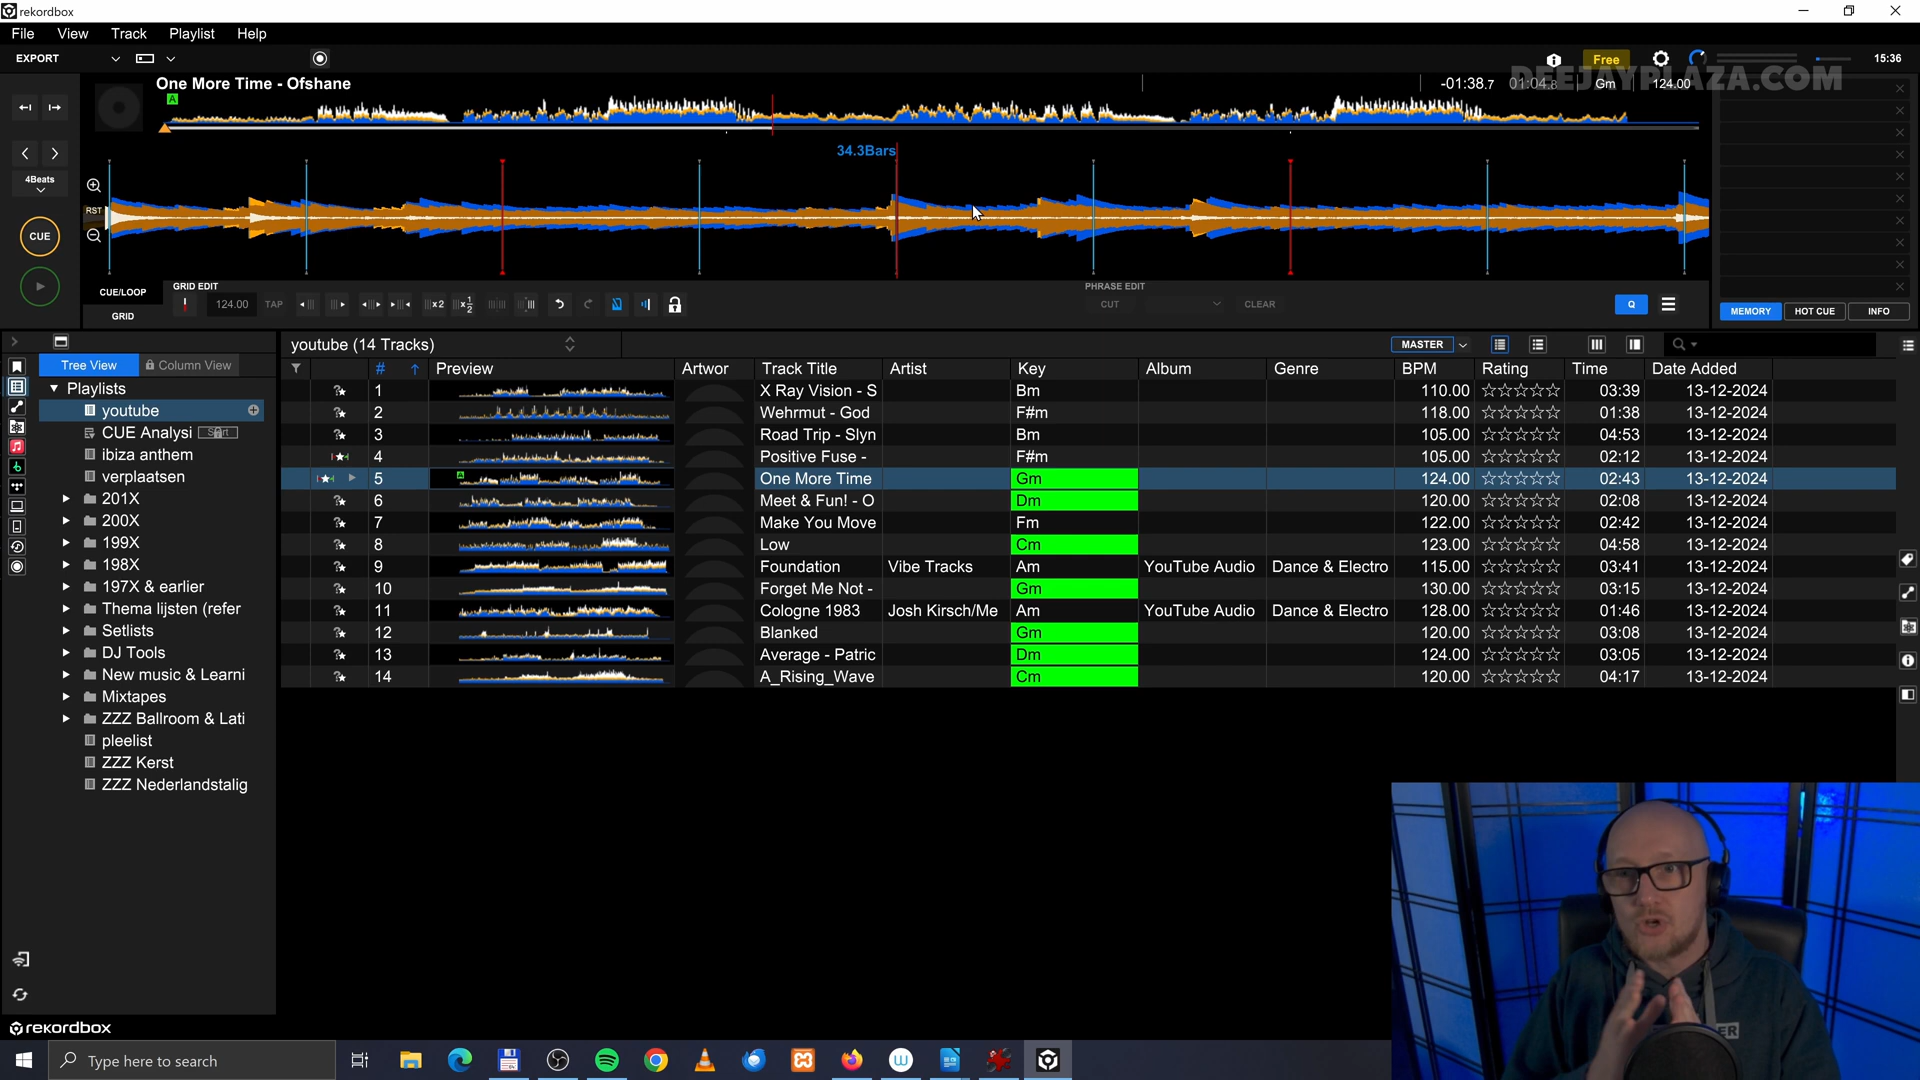 rekordbox
File View Track Playlist Help
EXPORT
Free
15:36
DEEJAYPLAZA.COM
One More Time - Ofshane
-01:38.7 01:04.8 Gm 124.00
A
34.3Bars
4Beats
RST
CUE
CUE/LOOP
GRID
GRID EDIT
124.00 TAP x2 x1/2
PHRASE EDIT
CUT CLEAR
Q
MEMORY HOT CUE INFO
Tree View Column View
Playlists
youtube
CUE Analysi
ibiza anthem
verplaatsen
201X
200X
199X
198X
197X & earlier
Thema lijsten (refer
Setlists
DJ Tools
New music & Learni
Mixtapes
ZZZ Ballroom & Lati
pleelist
ZZZ Kerst
ZZZ Nederlandstalig
youtube (14 Tracks)
MASTER
# Preview Artwor Track Title Artist Key Album Genre BPM Rating Time Date Added
1 X Ray Vision - S Bm 110.00 03:39 13-12-2024
2 Wehrmut - God F#m 118.00 01:38 13-12-2024
3 Road Trip - Slyn Bm 105.00 04:53 13-12-2024
4 Positive Fuse - F#m 105.00 02:12 13-12-2024
5 One More Time Gm 124.00 02:43 13-12-2024
6 Meet & Fun! - O Dm 120.00 02:08 13-12-2024
7 Make You Move Fm 122.00 02:42 13-12-2024
8 Low Cm 123.00 04:58 13-12-2024
9 Foundation Vibe Tracks Am YouTube Audio Dance & Electro 115.00 03:41 13-12-2024
10 Forget Me Not - Gm 130.00 03:15 13-12-2024
11 Cologne 1983 Josh Kirsch/Me Am YouTube Audio Dance & Electro 128.00 01:46 13-12-2024
12 Blanked Gm 120.00 03:08 13-12-2024
13 Average - Patric Dm 124.00 03:05 13-12-2024
14 A_Rising_Wave Cm 120.00 04:17 13-12-2024
rekordbox
Type here to search